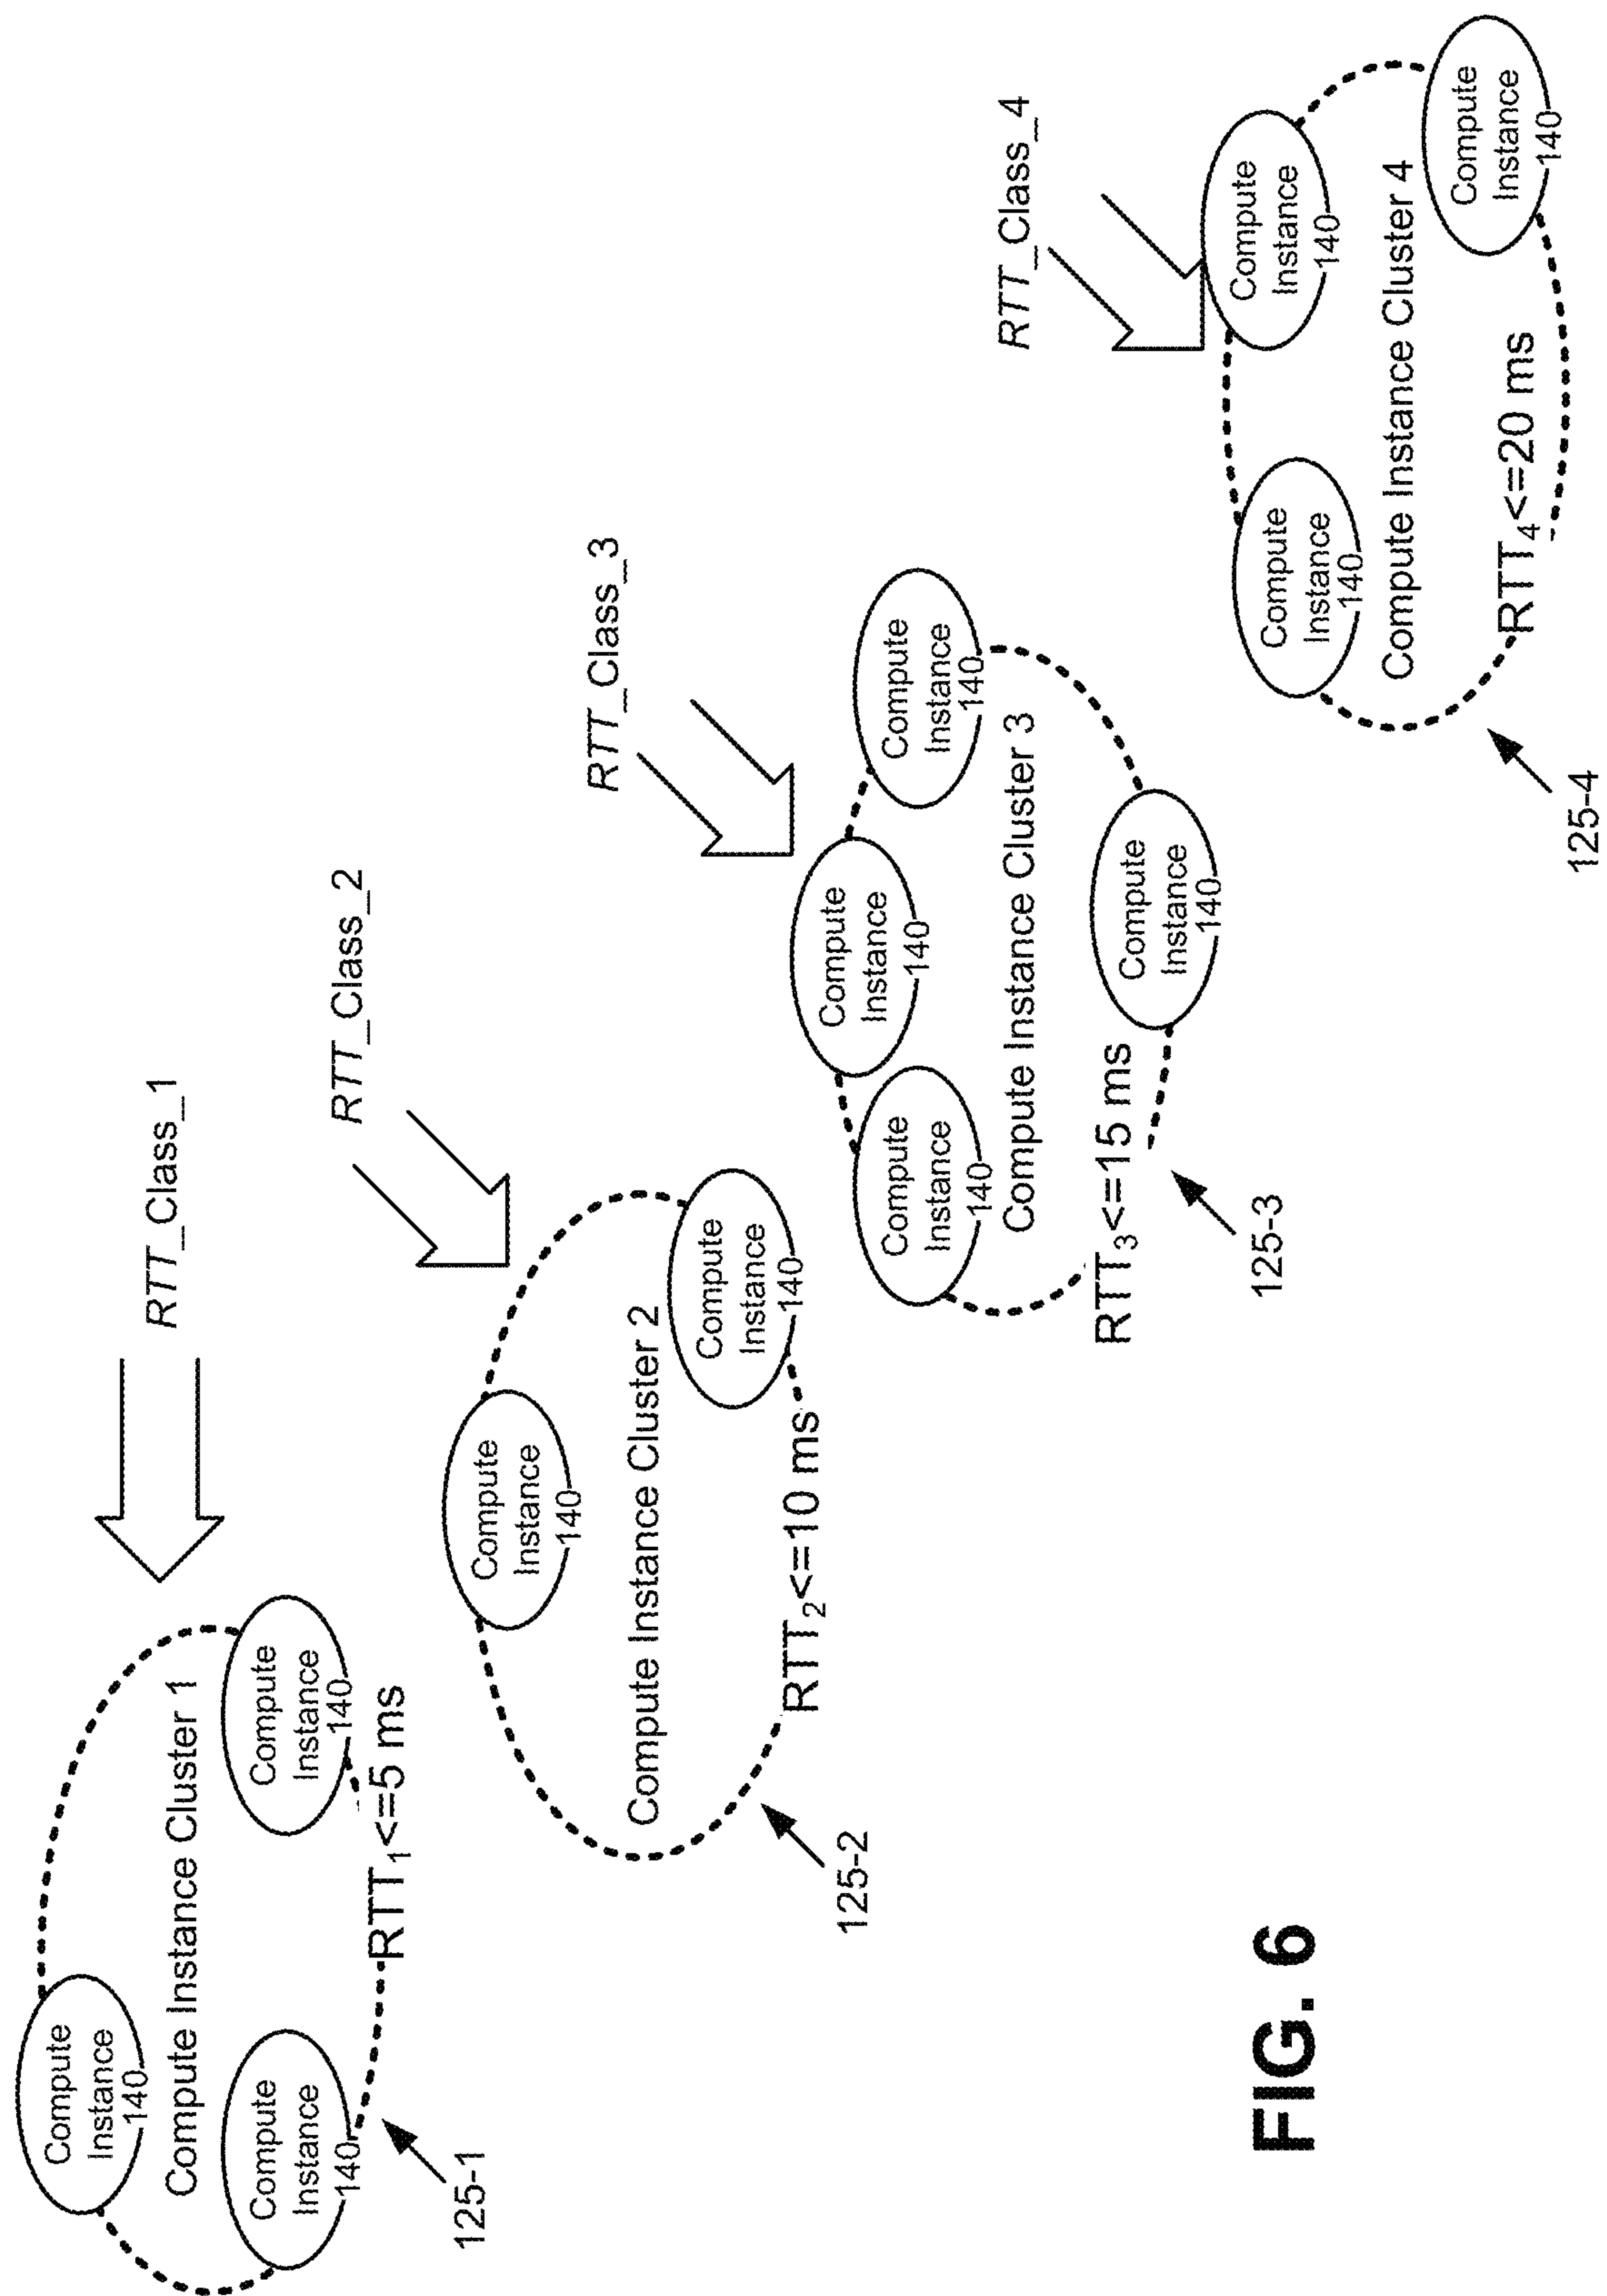 RTT_Class_1
Compute
Instance
140
Compute Instance Cluster 1
Compute
Instance
140
Compute
Instance
140
RTT1<=5 ms
125-1
RTT_Class_2
Compute
Instance
140
Compute Instance Cluster 2
Compute
Instance
140
RTT2<=10 ms
125-2
RTT_Class_3
Compute
Instance
140
Compute
Instance
140
Compute
Instance
140
Compute Instance Cluster 3
Compute
Instance
140
RTT3<=15 ms
125-3
RTT_Class_4
Compute
Instance
140
Compute
Instance
140
Compute Instance Cluster 4
Compute
Instance
140
RTT4<=20 ms
125-4
FIG. 6